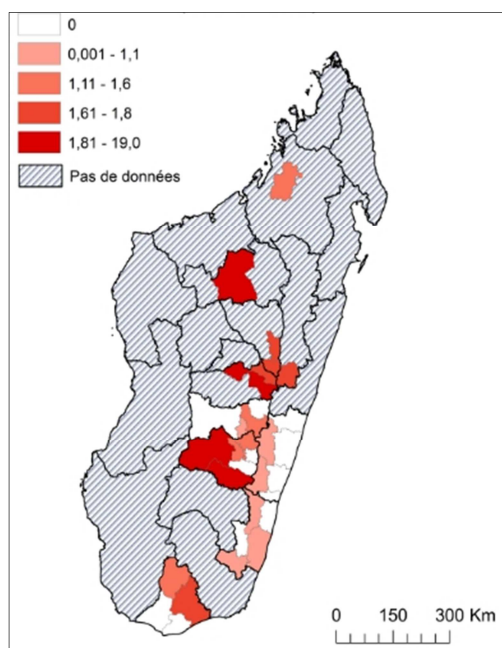 0
0,001 - 1,1
1,11 - 1,6
1,61 - 1,8
1,81 - 19,0
Pas de données
0 150 300 Km